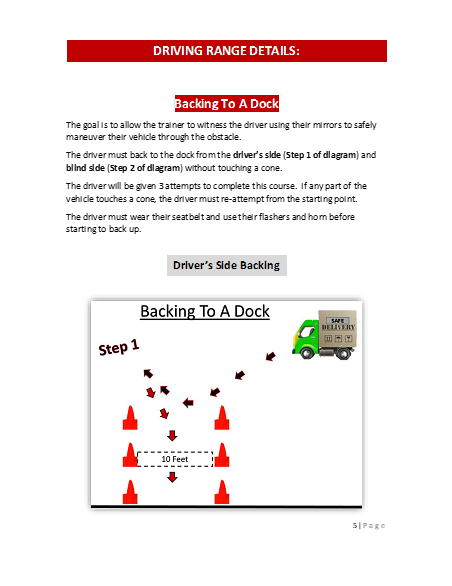 DRIVING RANGE DETAILS:
Backing To A Dock
The goal is to allow the trainer to witness the driver using their mirrors to safely
maneuver their vehicle through the obstacle.
The driver must back to the dock from the driver's side (Step 1 of diagram) and
blind side (Step 2 of diagram) without touching a cone.
The driver will be given 3 attempts to complete this course. If any part of the
vehicle touches a cone, the driver must re-attempt from the starting point.
The driver must wear their seatbelt and use their flashers and horn before
starting to back up.
Driver's Side Backing
Backing To A Dock
Step 1
SAFE
DELIVERY
10 Feet
5 | Page